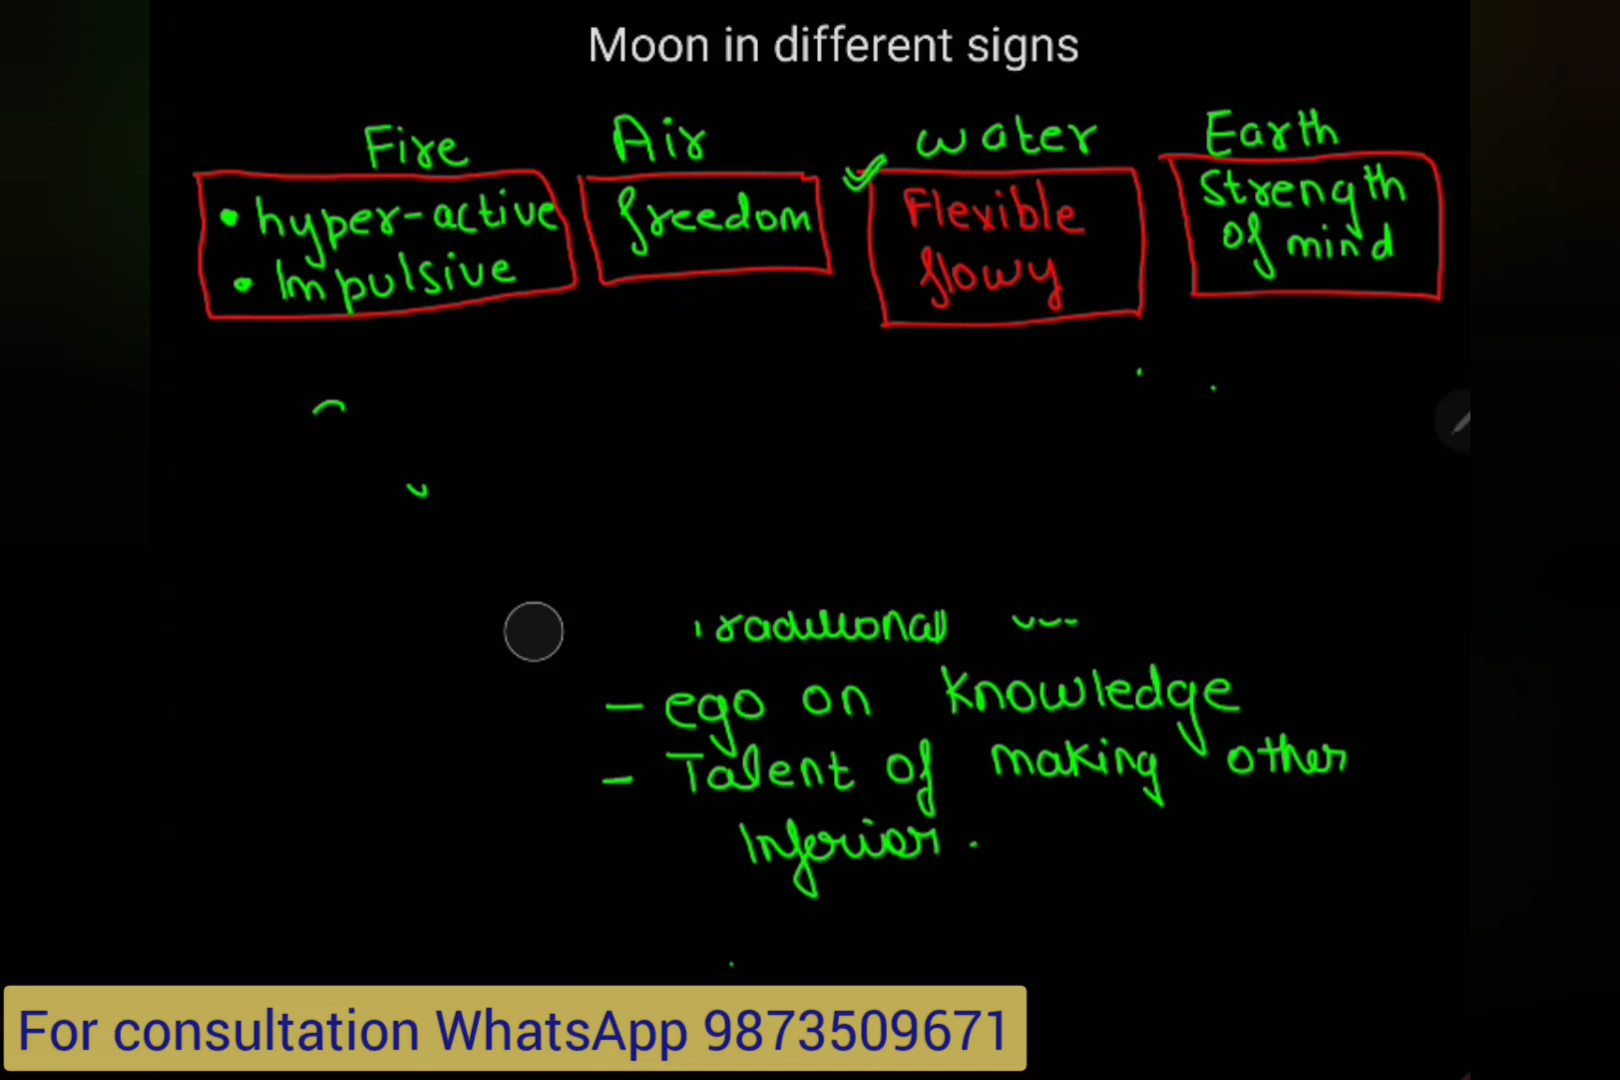 Moon in different signs
Fire Air water Earth
• hyper-active
• Impulsive
freedom
Flexible
flowy
Strength
of mind
Traditional
- ego on knowledge
- Talent of making other
Inferior.
For consultation WhatsApp 9873509671